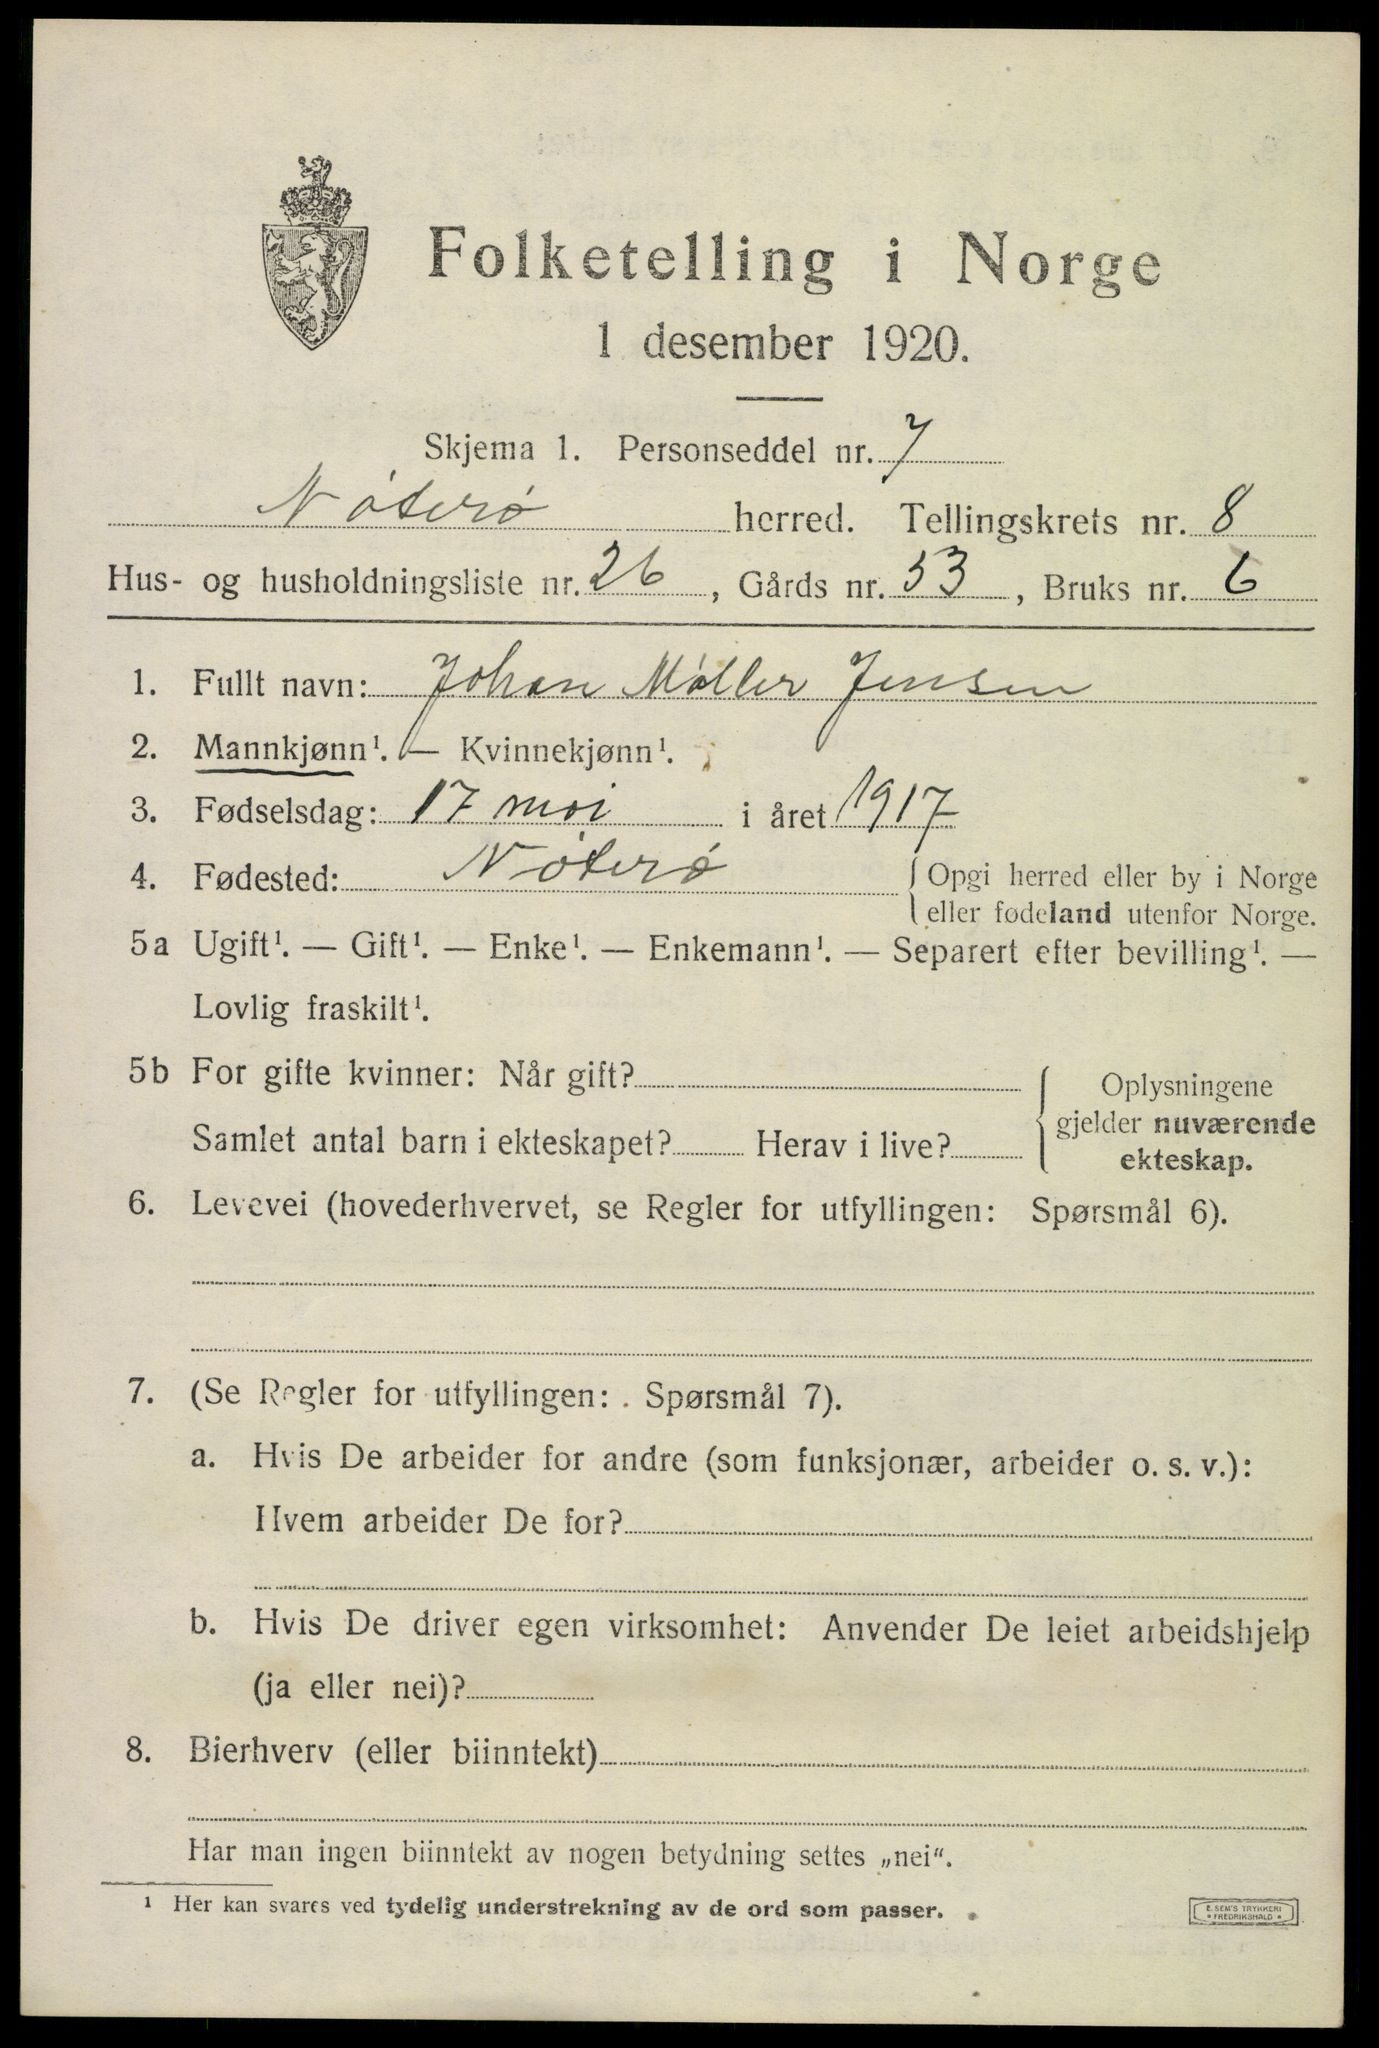 Folketelling i Norge
1 desember 1920.
Skjema 1. Personseddel nr. 7
Nøterø herred. Tellingskrets nr. 8
Hus- og husholdningsliste nr. 26, Gårds nr. 53, Bruks nr. 6
1. Fullt navn: Johan Møller Jensen
2. Mannkjønn¹. — Kvinnekjønn¹.
3. Fødselsdag: 17 mai i året 1917
4. Fødested: Nøterø { Opgi herred eller by i Norge
eller fødeland utenfor Norge.
5a Ugift¹. — Gift¹. — Enke¹. — Enkemann¹. — Separert efter bevilling¹. —
Lovlig fraskilt¹.
5b For gifte kvinner: Når gift?
Samlet antal barn i ekteskapet? Herav i live?
Oplysningene
gjelder nuværende
ekteskap.
6. Levevei (hovederhvervet, se Regler for utfyllingen: Spørsmål 6).
7. (Se Regler for utfyllingen: Spørsmål 7).
a. Hvis De arbeider for andre (som funksjonær, arbeider o. s. v.):
Hvem arbeider De for?
b. Hvis De driver egen virksomhet: Anvender De leiet arbeidshjelp
(ja eller nei)?
8. Bierhverv (eller biinntekt)
Har man ingen biinntekt av nogen betydning settes „nei“.
¹ Her kan svares ved tydelig understrekning av de ord som passer.
E. SEM'S TRYKKERI
* FREDRIKSHALD *